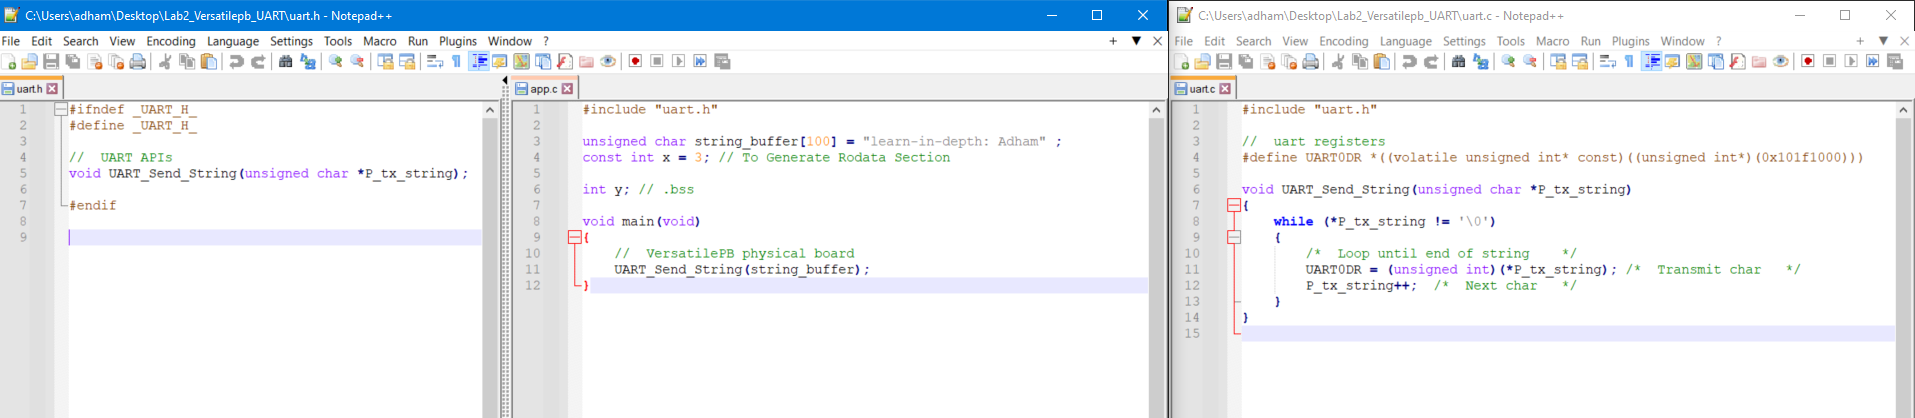 C:\Users\adham\Desktop\Lab2_Versatilepb_UART\uart.h - Notepad++
File Edit Search View Encoding Language Settings Tools Macro Run Plugins Window ?
uart.h
1 #ifndef _UART_H_
2 #define _UART_H_
3
4 // UART APIs
5 void UART_Send_String(unsigned char *P_tx_string);
6
7 #endif
8
9
app.c
1 #include "uart.h"
2
3 unsigned char string_buffer[100] = "learn-in-depth: Adham" ;
4 const int x = 3; // To Generate Rodata Section
5
6 int y; // .bss
7
8 void main(void)
9 {
10 // VersatilePB physical board
11 UART_Send_String(string_buffer);
12 }
C:\Users\adham\Desktop\Lab2_Versatilepb_UART\uart.c - Notepad++
File Edit Search View Encoding Language Settings Tools Macro Run Plugins Window ?
uart.c
1 #include "uart.h"
2
3 // uart registers
4 #define UART0DR *((volatile unsigned int* const)((unsigned int*)(0x101f1000)))
5
6 void UART_Send_String(unsigned char *P_tx_string)
7 {
8 while (*P_tx_string != '\0')
9 {
10 /* Loop until end of string */
11 UART0DR = (unsigned int)(*P_tx_string); /* Transmit char */
12 P_tx_string++; /* Next char */
13 }
14 }
15